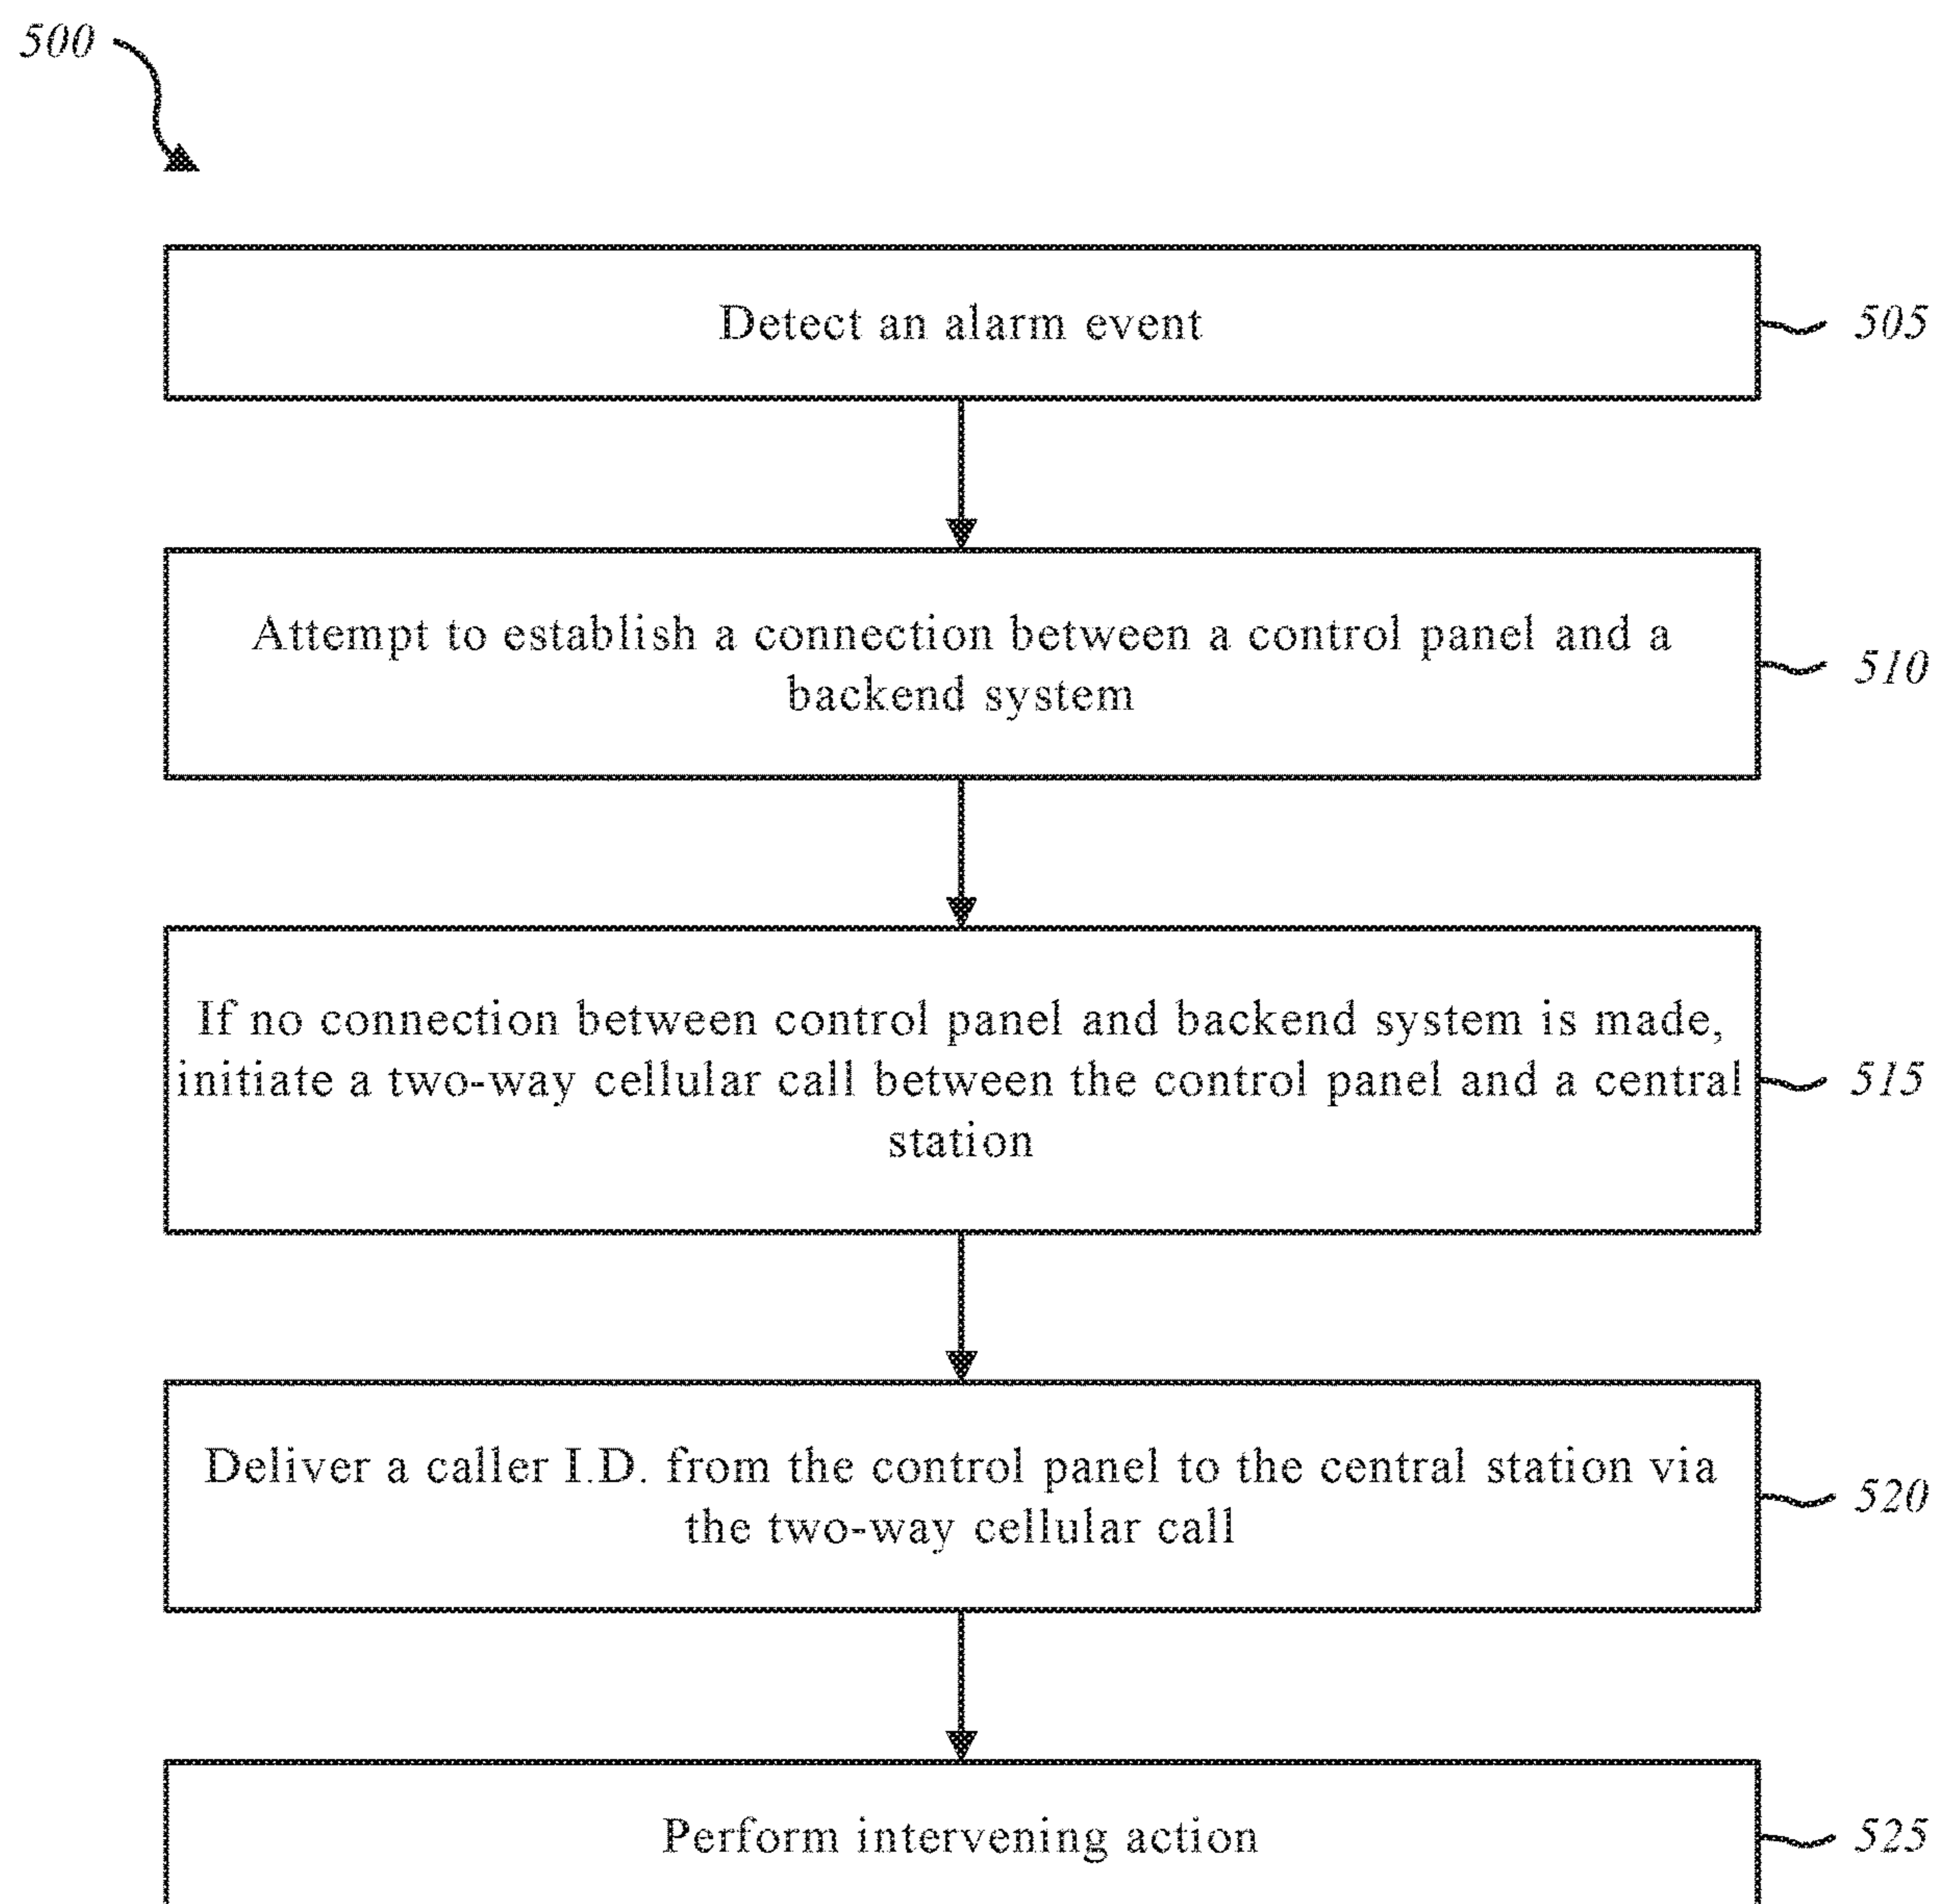 500
Detect an alarm event
505
Attempt to establish a connection between a control panel and a
backend system
510
If no connection between control panel and backend system is made,
initiate a two-way cellular call between the control panel and a central
station
515
Deliver a caller I.D. from the control panel to the central station via
the two-way cellular call
520
Perform intervening action
525